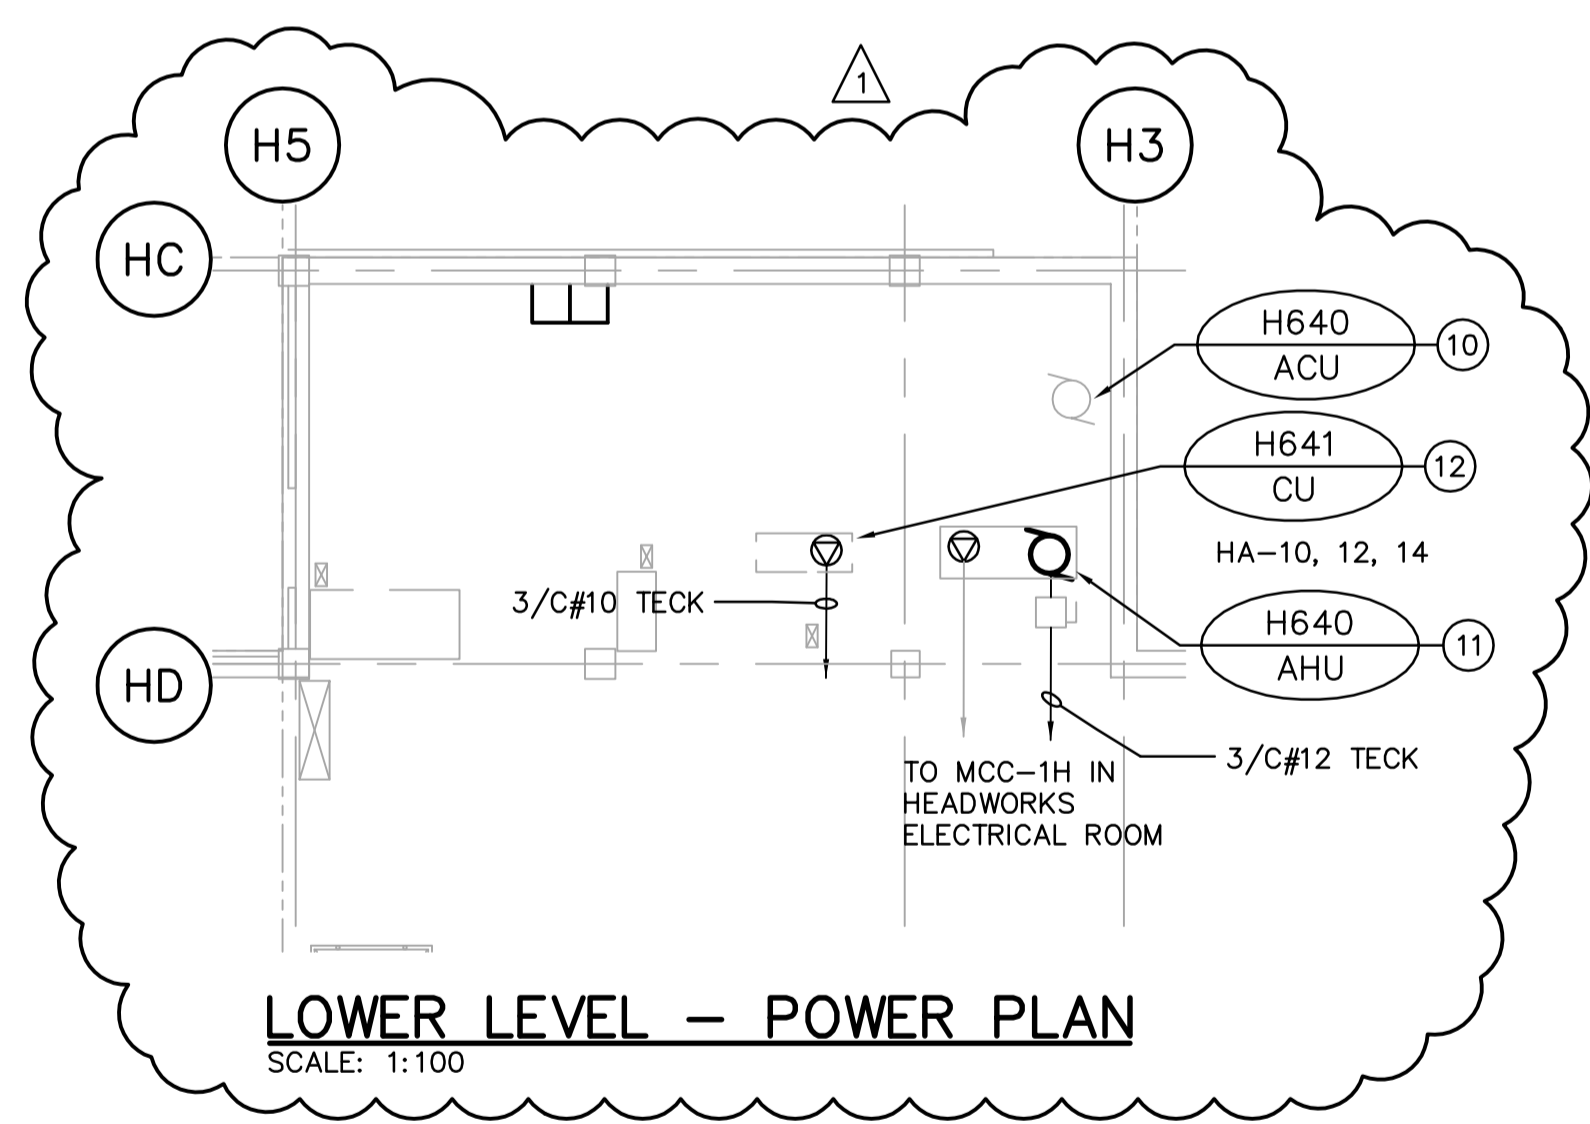 1
H5
H3
HC
H640
ACU
10
H641
CU
12
HA-10, 12, 14
3/C#10 TECK
H640
AHU
11
HD
3/C#12 TECK
TO MCC-1H IN
HEADWORKS
ELECTRICAL ROOM
LOWER LEVEL - POWER PLAN
SCALE: 1:100